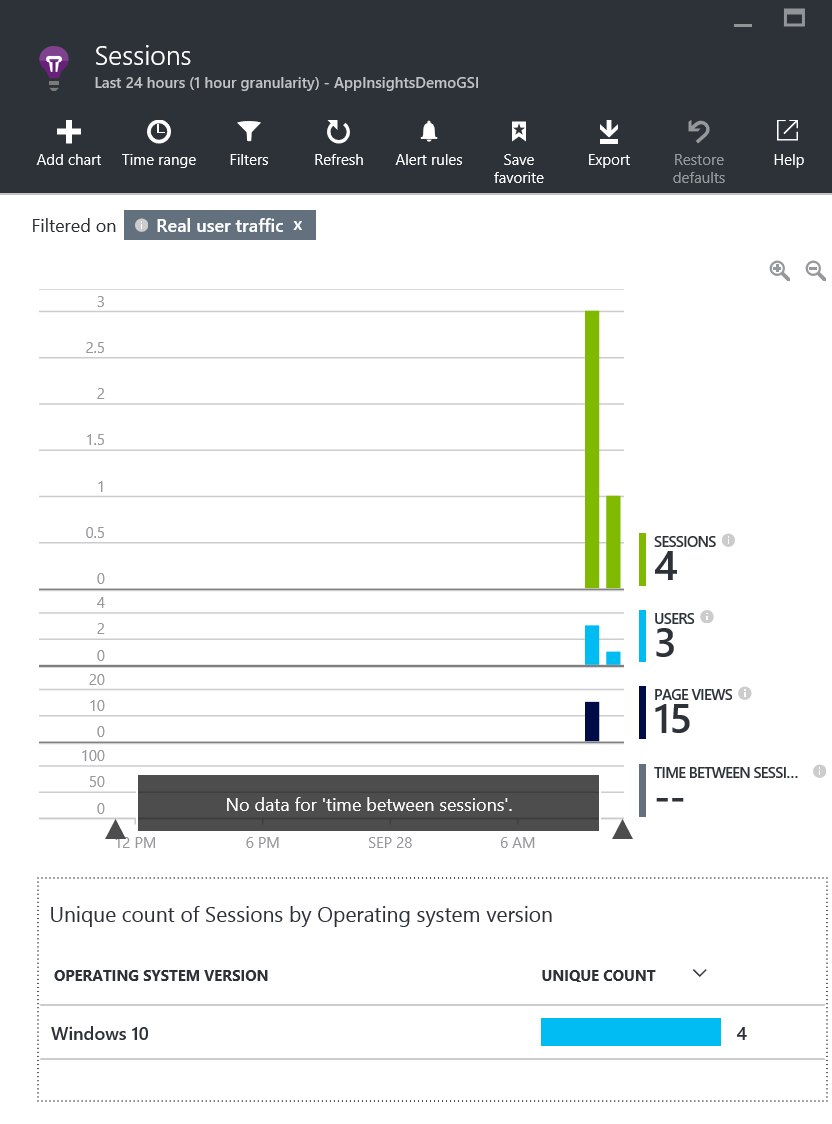 Sessions
Last 24 hours (1 hour granularity) - AppInsightsDemoGSI
Add chart
Time range
Filters
Refresh
Alert rules
Save
favorite
Export
Restore
defaults
Help
Filtered on
Real user traffic x
3
2.5
2
1.5
1
0.5
0
SESSIONS
4
4
2
0
USERS
3
20
10
0
PAGE VIEWS
15
100
50
0
TIME BETWEEN SESSI...
--
No data for 'time between sessions'.
12 PM
6 PM
SEP 28
6 AM
Unique count of Sessions by Operating system version
OPERATING SYSTEM VERSION
UNIQUE COUNT
Windows 10
4